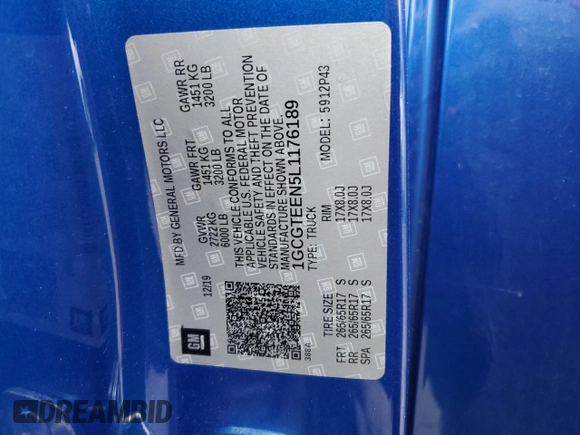 MFD BY GENERAL MOTORS LLC
12/19
GVWR
2722 KG
6000 LB
GAWR FRT
1451 KG
3200 LB
GAWR RR
1451 KG
3200 LB
THIS VEHICLE CONFORMS TO ALL
APPLICABLE U.S. FEDERAL MOTOR
VEHICLE SAFETY AND THEFT PREVENTION
STANDARDS IN EFFECT ON THE DATE OF
MANUFACTURE SHOWN ABOVE.
1GCGTEEN5L1176189
TYPE: TRUCK
MODEL: 5912P43
TIRE SIZE
RIM
FRT 265/65R17 S 17X8.0J
RR 265/65R17 S 17X8.0J
SPA 265/65R17 S 17X8.0J
GM
DREAMBID